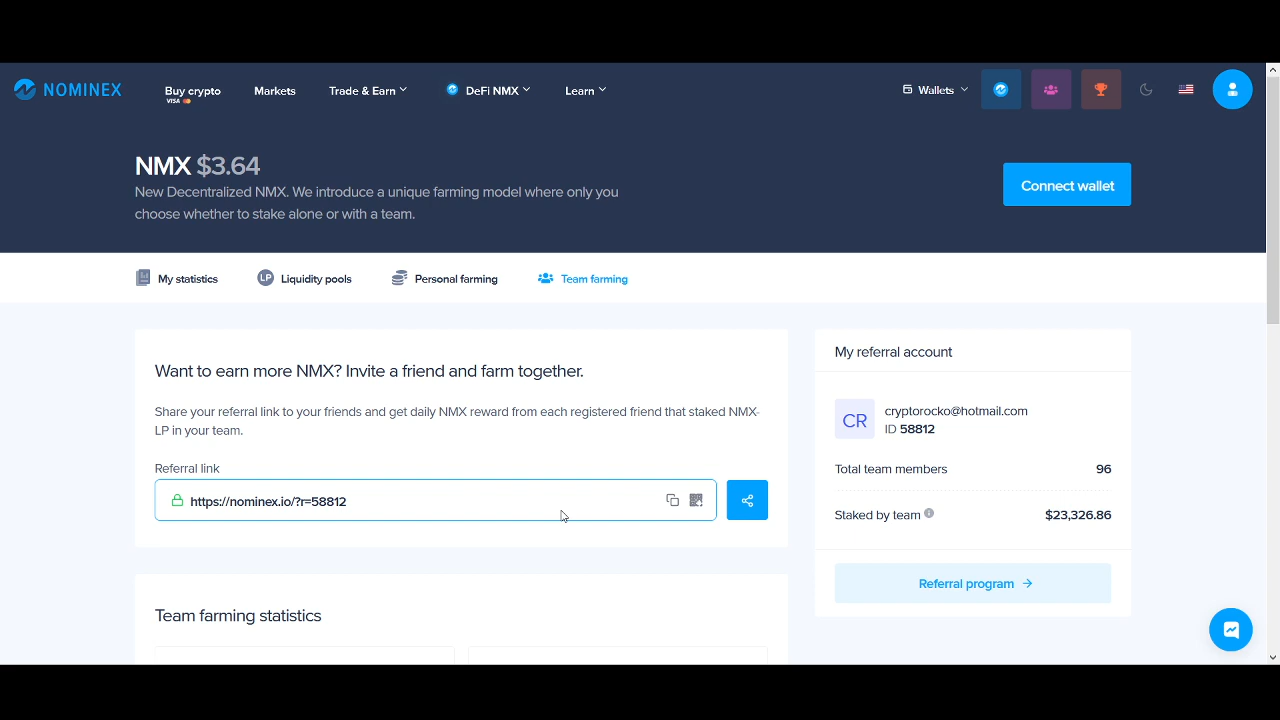 NOMINEX
Buy crypto
VISA
Markets
Trade & Earn
DeFi NMX
Learn
Wallets
NMX $3.64
New Decentralized NMX. We introduce a unique farming model where only you
choose whether to stake alone or with a team.
Connect wallet
My statistics
LP
Liquidity pools
Personal farming
Team farming
Want to earn more NMX? Invite a friend and farm together.
Share your referral link to your friends and get daily NMX reward from each registered friend that staked NMX-
LP in your team.
Referral link
https://nominex.io/?r=58812
My referral account
CR
cryptorocko@hotmail.com
ID 58812
Total team members 96
Staked by team $23,326.86
Referral program →
Team farming statistics